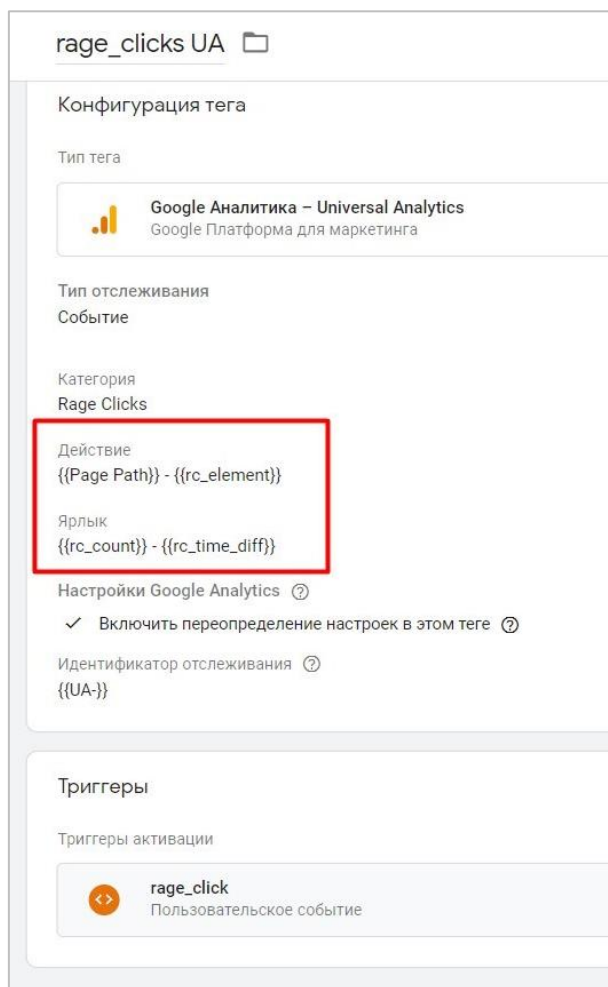 rage_clicks UA
Конфигурация тега
Тип тега
Google Аналитика – Universal Analytics
Google Платформа для маркетинга
Тип отслеживания
Событие
Категория
Rage Clicks
Действие
{{Page Path}} - {{rc_element}}
Ярлык
{{rc_count}} - {{rc_time_diff}}
Настройки Google Analytics
Включить переопределение настроек в этом теге
Идентификатор отслеживания
{{UA-}}
Триггеры
Триггеры активации
rage_click
Пользовательское событие